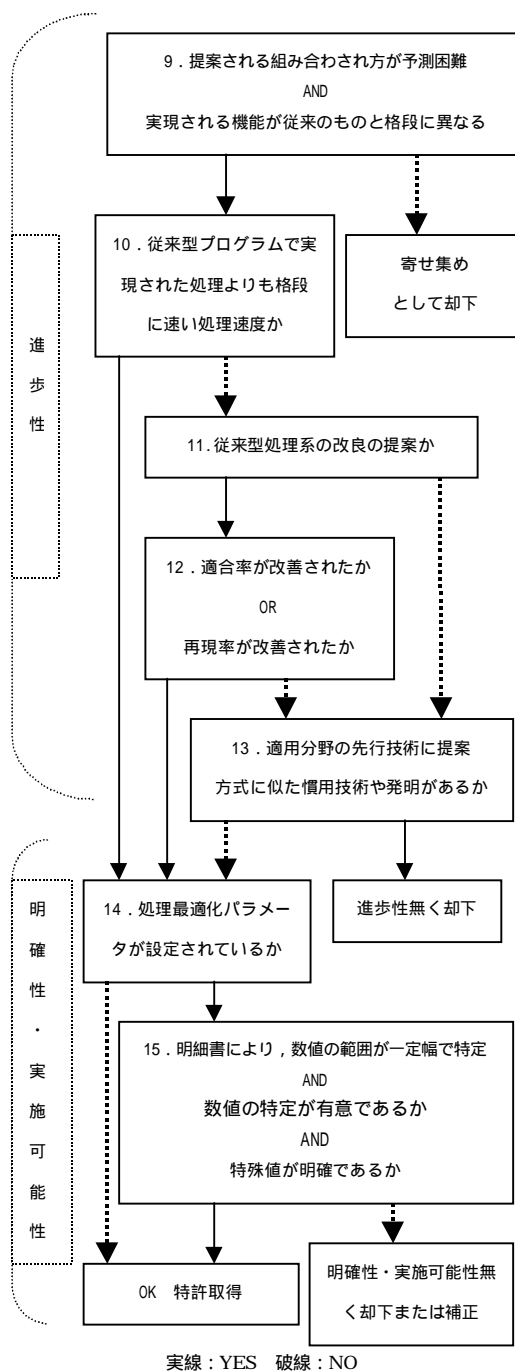 9．提案される組み合わされ方が予測困難
AND
実現される機能が従来のものと格段に異なる
10．従来型プログラムで実
現された処理よりも格段
に速い処理速度か
寄せ集め
として却下
進歩性
11.従来型処理系の改良の提案か
12．適合率が改善されたか
OR
再現率が改善されたか
13．適用分野の先行技術に提案
方式に似た慣用技術や発明があるか
14．処理最適化パラメー
タが設定されているか
進歩性無く却下
明確性・実施可能性
15．明細書により，数値の範囲が一定幅で特定
AND
数値の特定が有意であるか
AND
特殊値が明確であるか
OK　特許取得
明確性・実施可能性無
く却下または補正
実線：YES　破線：NO